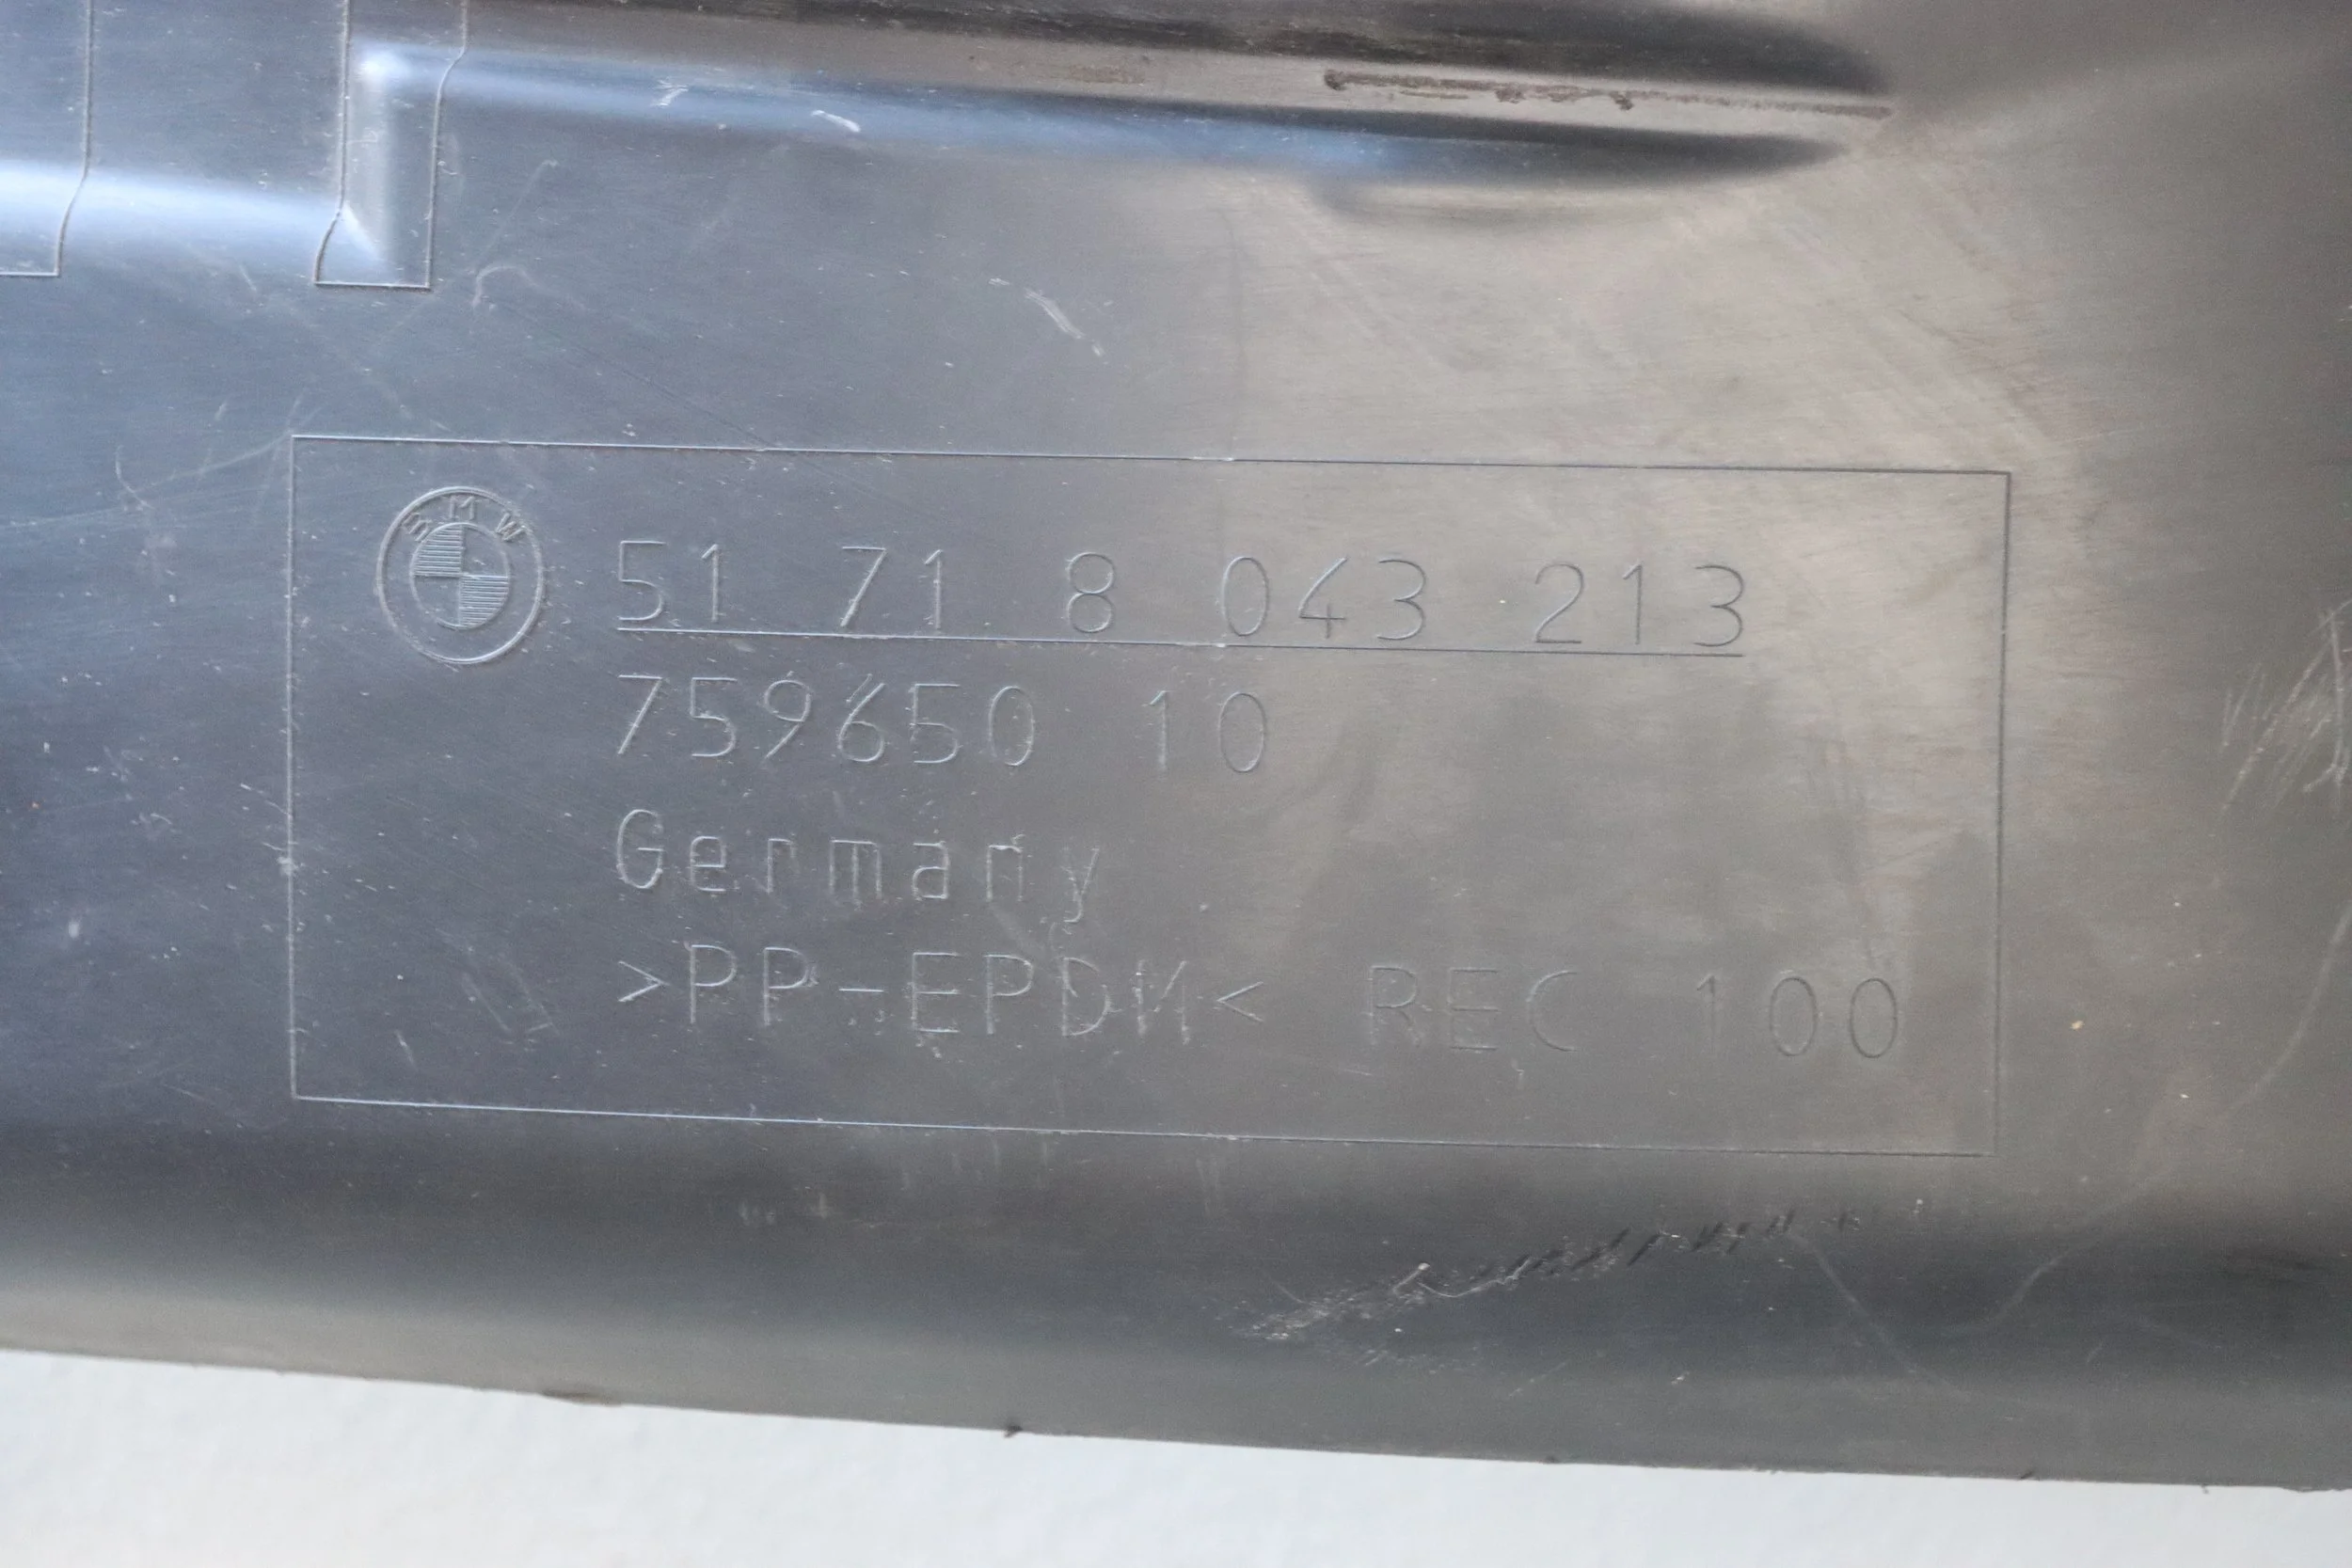 BMW
51 71 8 043 213
759650 10
Germany
>PP-EPDM< REC 100